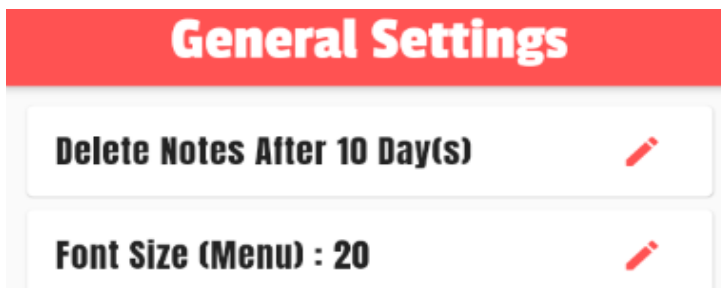 General Settings
Delete Notes After 10 Day(s)
Font Size (Menu) : 20